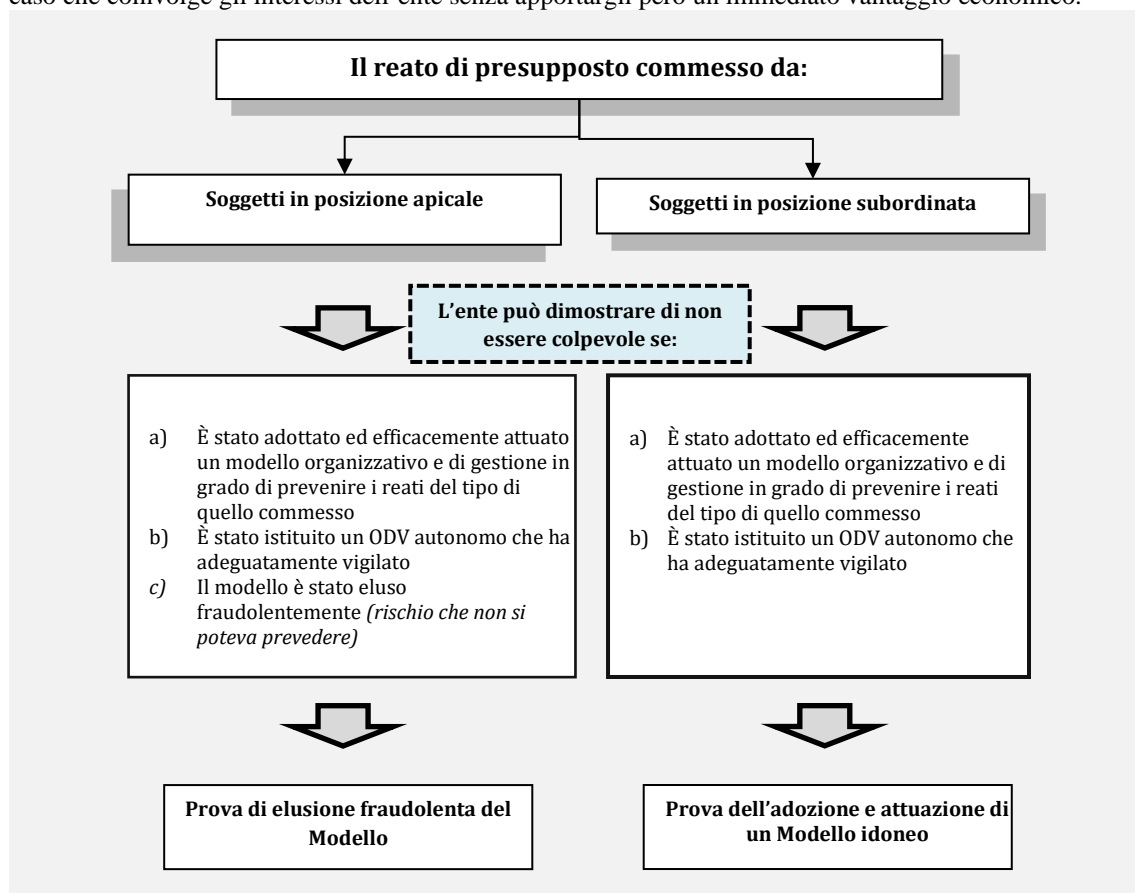 caso che coinvolge gli interessi dell'ente senza apportargli però un immediato vantaggio economico.
Il reato di presupposto commesso da:
Soggetti in posizione apicale
Soggetti in posizione subordinata
L'ente può dimostrare di non
essere colpevole se:
a) È stato adottato ed efficacemente attuato
un modello organizzativo e di gestione in
grado di prevenire i reati del tipo di
quello commesso
b) È stato istituito un ODV autonomo che ha
adeguatamente vigilato
c) Il modello è stato eluso
fraudolentemente (rischio che non si
poteva prevedere)
a) È stato adottato ed efficacemente
attuato un modello organizzativo e di
gestione in grado di prevenire i reati
del tipo di quello commesso
b) È stato istituito un ODV autonomo che
ha adeguatamente vigilato
Prova di elusione fraudolenta del
Modello
Prova dell'adozione e attuazione di
un Modello idoneo